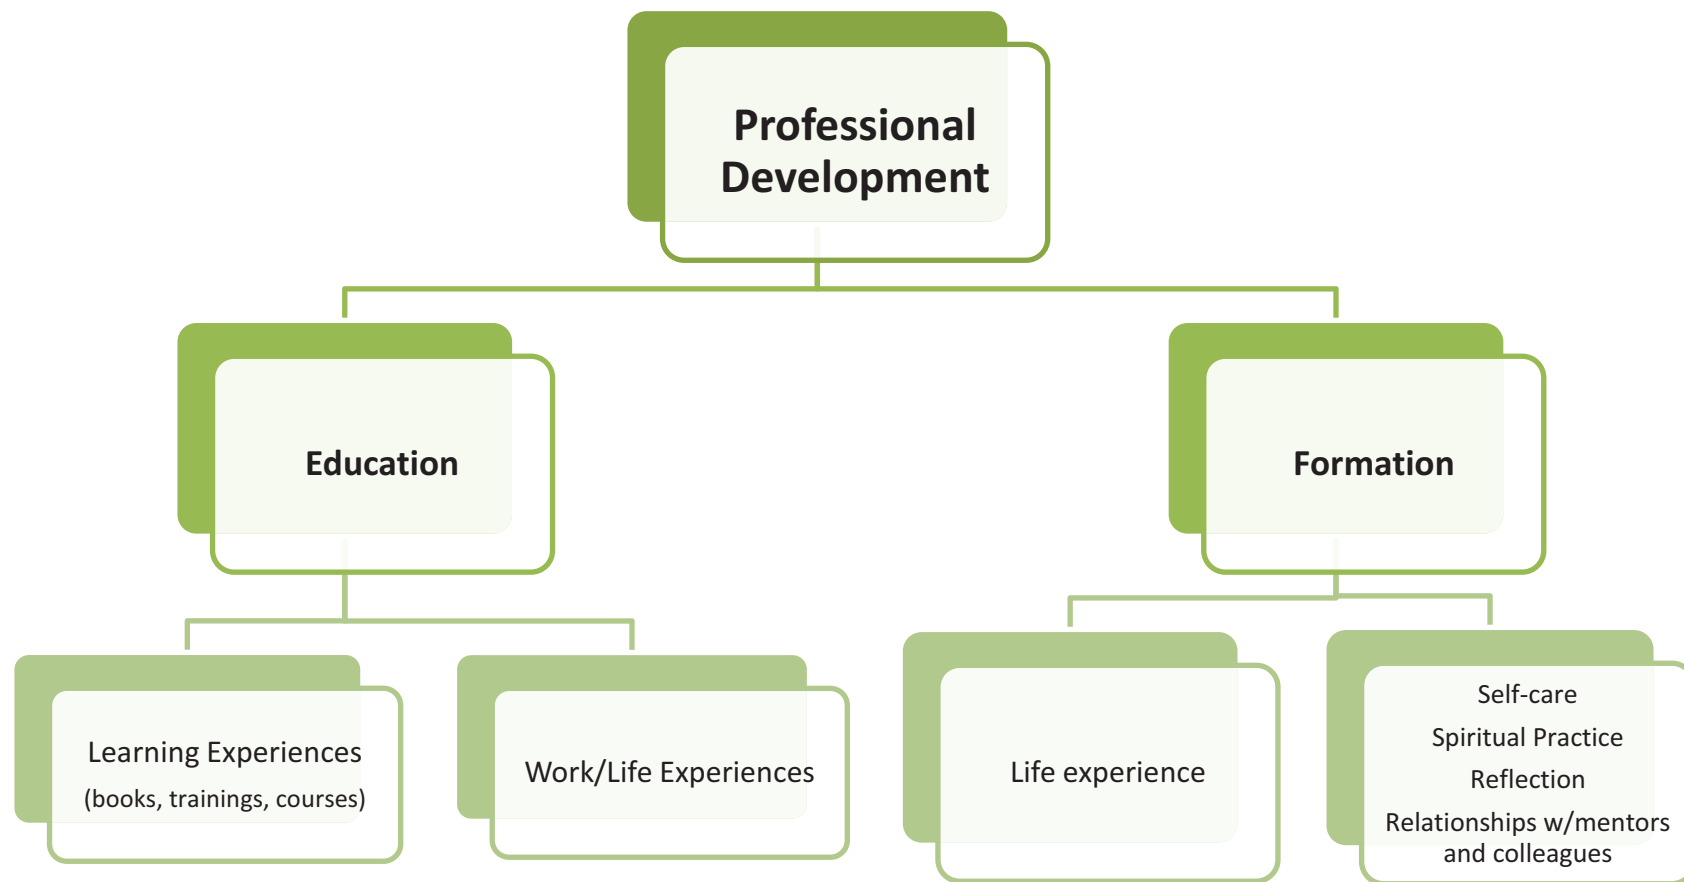 Professional
Development
Education
Formation
Learning Experiences
(books, trainings, courses)
Work/Life Experiences
Life experience
Self-care
Spiritual Practice
Reflection
Relationships w/mentors
and colleagues